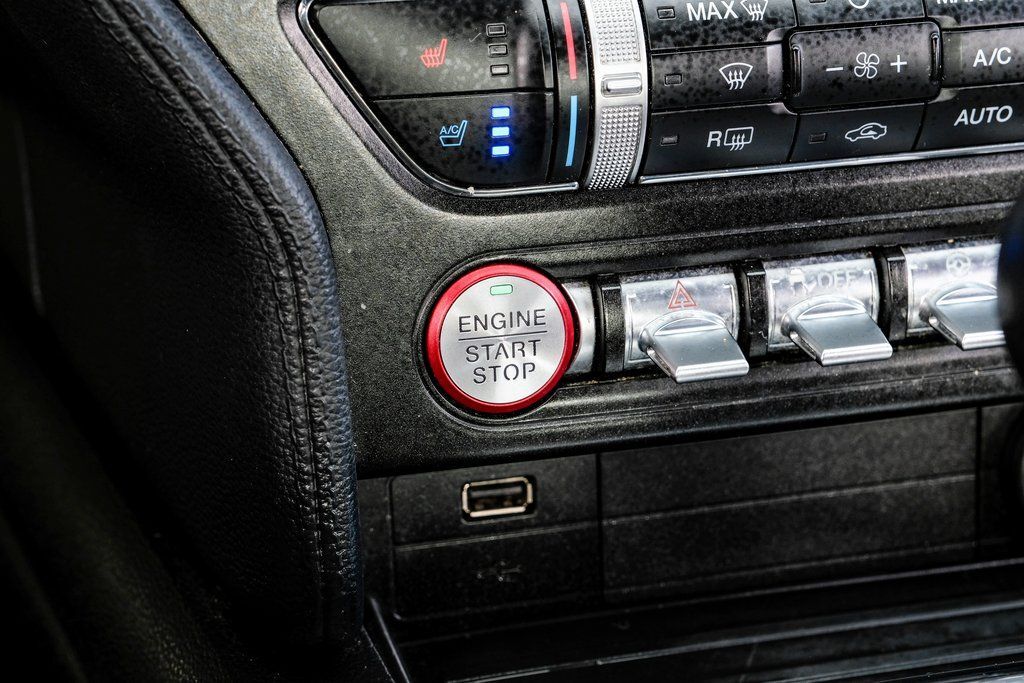 MAX
A/C
A/C
R
AUTO
ENGINE
START
STOP
OFF